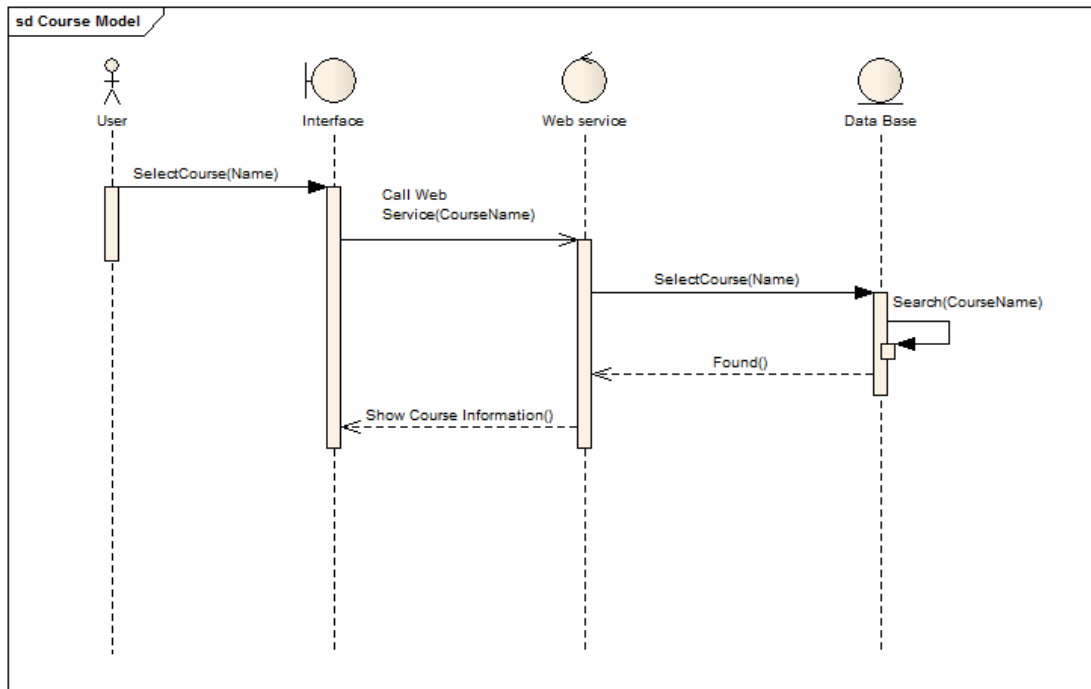 sd Course Model
User
Interface
Web service
Data Base
SelectCourse(Name)
Call Web
Service(CourseName)
SelectCourse(Name)
Search(CourseName)
Found()
Show Course Information()